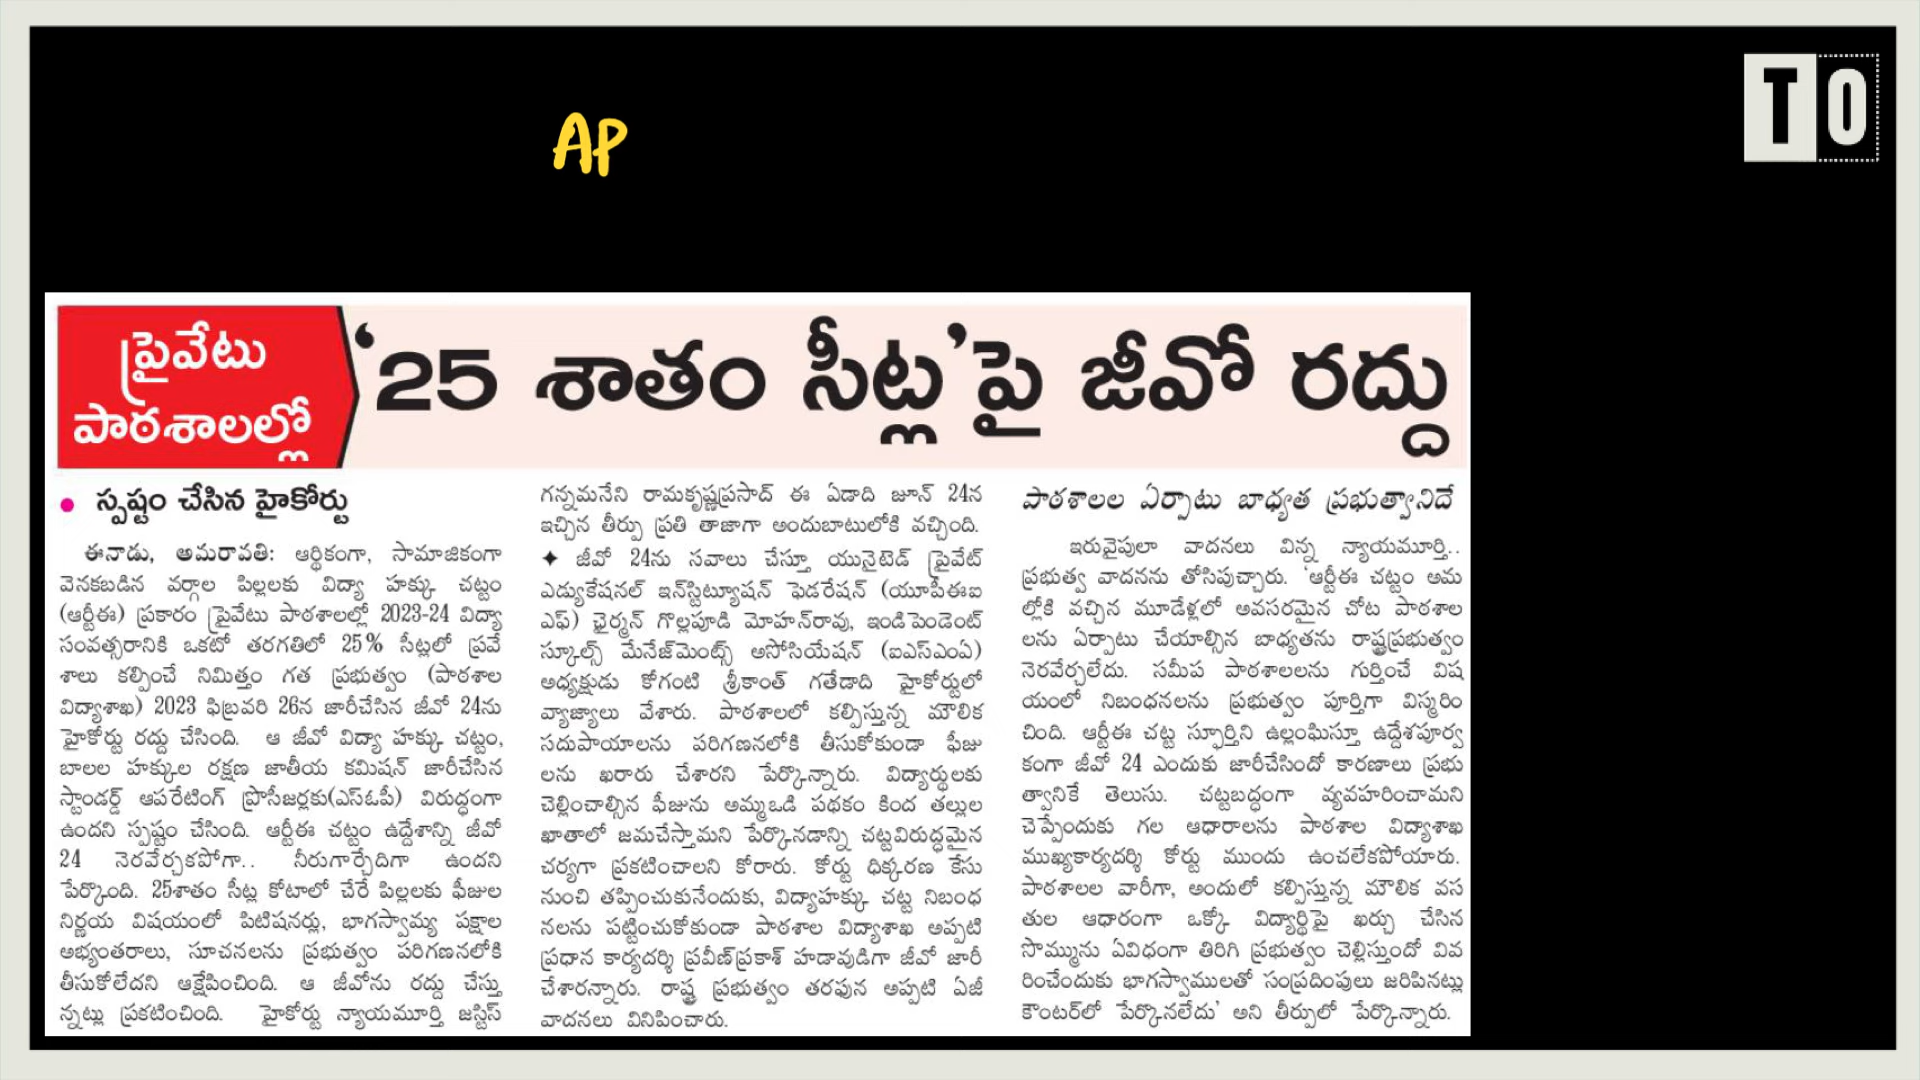 AP
TO
ప్రైవేటు
పాఠశాలల్లో
‘25 శాతం సీట్ల’పై జీవో రద్దు
• స్పష్టం చేసిన హైకోర్టు
ఈనాడు, అమరావతి: ఆర్థికంగా, సామాజికంగా
వెనకబడిన వర్గాల పిల్లలకు విద్యా హక్కు చట్టం
(ఆర్టీఈ) ప్రకారం ప్రైవేటు పాఠశాలల్లో 2023-24 విద్యా
సంవత్సరానికి ఒకటో తరగతిలో 25% సీట్లలో ప్రవే
శాలు కల్పించే నిమిత్తం గత ప్రభుత్వం (పాఠశాల
విద్యాశాఖ) 2023 ఫిబ్రవరి 26న జారీచేసిన జీవో 24ను
హైకోర్టు రద్దు చేసింది. ఆ జీవో విద్యా హక్కు చట్టం,
బాలల హక్కుల రక్షణ జాతీయ కమిషన్ జారీచేసిన
స్టాండర్డ్ ఆపరేటింగ్ ప్రొసీజర్లకు(ఎస్‌ఓపీ) విరుద్ధంగా
ఉందని స్పష్టం చేసింది. ఆర్టీఈ చట్టం ఉద్దేశాన్ని జీవో
24 నెరవేర్చకపోగా.. నీరుగార్చేదిగా ఉందని
పేర్కొంది. 25శాతం సీట్ల కోటాలో చేరే పిల్లలకు ఫీజుల
నిర్ణయ విషయంలో పిటిషనర్లు, భాగస్వామ్య పక్షాల
అభ్యంతరాలు, సూచనలను ప్రభుత్వం పరిగణనలోకి
తీసుకోలేదని ఆక్షేపించింది. ఆ జీవోను రద్దు చేస్తు
న్నట్లు ప్రకటించింది. హైకోర్టు న్యాయమూర్తి జస్టిస్
గన్నమనేని రామకృష్ణప్రసాద్ ఈ ఏడాది జూన్ 24న
ఇచ్చిన తీర్పు ప్రతి తాజాగా అందుబాటులోకి వచ్చింది.
✦ జీవో 24ను సవాలు చేస్తూ యునైటెడ్ ప్రైవేట్
ఎడ్యుకేషనల్ ఇన్‌స్టిట్యూషన్ ఫెడరేషన్ (యూపీఈఐ
ఎఫ్) ఛైర్మన్ గొల్లపూడి మోహన్‌రావు, ఇండిపెండెంట్
స్కూల్స్ మేనేజ్‌మెంట్స్ అసోసియేషన్ (ఐఎస్ఎంఏ)
అధ్యక్షుడు కోగంటి శ్రీకాంత్ గతేడాది హైకోర్టులో
వ్యాజ్యాలు వేశారు. పాఠశాలలో కల్పిస్తున్న మౌలిక
సదుపాయాలను పరిగణనలోకి తీసుకోకుండా ఫీజు
లను ఖరారు చేశారని పేర్కొన్నారు. విద్యార్థులకు
చెల్లించాల్సిన ఫీజును అమ్మఒడి పథకం కింద తల్లుల
ఖాతాలో జమచేస్తామని పేర్కొనడాన్ని చట్టవిరుద్ధమైన
చర్యగా ప్రకటించాలని కోరారు. కోర్టు ధిక్కరణ కేసు
నుంచి తప్పించుకునేందుకు, విద్యాహక్కు చట్ట నిబంధ
నలను పట్టించుకోకుండా పాఠశాల విద్యాశాఖ అప్పటి
ప్రధాన కార్యదర్శి ప్రవీణ్‌ప్రకాశ్ హడావుడిగా జీవో జారీ
చేశారన్నారు. రాష్ట్ర ప్రభుత్వం తరఫున అప్పటి ఏజీ
వాదనలు వినిపించారు.
పాఠశాలల ఏర్పాటు బాధ్యత ప్రభుత్వానిదే
ఇరువైపులా వాదనలు విన్న న్యాయమూర్తి..
ప్రభుత్వ వాదనను తోసిపుచ్చారు. ‘ఆర్టీఈ చట్టం అమ
ల్లోకి వచ్చిన మూడేళ్లలో అవసరమైన చోట పాఠశాల
లను ఏర్పాటు చేయాల్సిన బాధ్యతను రాష్ట్రప్రభుత్వం
నెరవేర్చలేదు. సమీప పాఠశాలలను గుర్తించే విష
యంలో నిబంధనలను ప్రభుత్వం పూర్తిగా విస్మరిం
చింది. ఆర్టీఈ చట్ట స్ఫూర్తిని ఉల్లంఘిస్తూ ఉద్దేశపూర్వ
కంగా జీవో 24 ఎందుకు జారీచేసిందో కారణాలు ప్రభు
త్వానికే తెలుసు. చట్టబద్ధంగా వ్యవహరించామని
చెప్పేందుకు గల ఆధారాలను పాఠశాల విద్యాశాఖ
ముఖ్యకార్యదర్శి కోర్టు ముందు ఉంచలేకపోయారు.
పాఠశాలల వారీగా, అందులో కల్పిస్తున్న మౌలిక వస
తుల ఆధారంగా ఒక్కో విద్యార్థిపై ఖర్చు చేసిన
సొమ్మును ఏవిధంగా తిరిగి ప్రభుత్వం చెల్లిస్తుందో వివ
రించేందుకు భాగస్వాములతో సంప్రదింపులు జరిపినట్లు
కౌంటర్‌లో పేర్కొనలేదు’ అని తీర్పులో పేర్కొన్నారు.